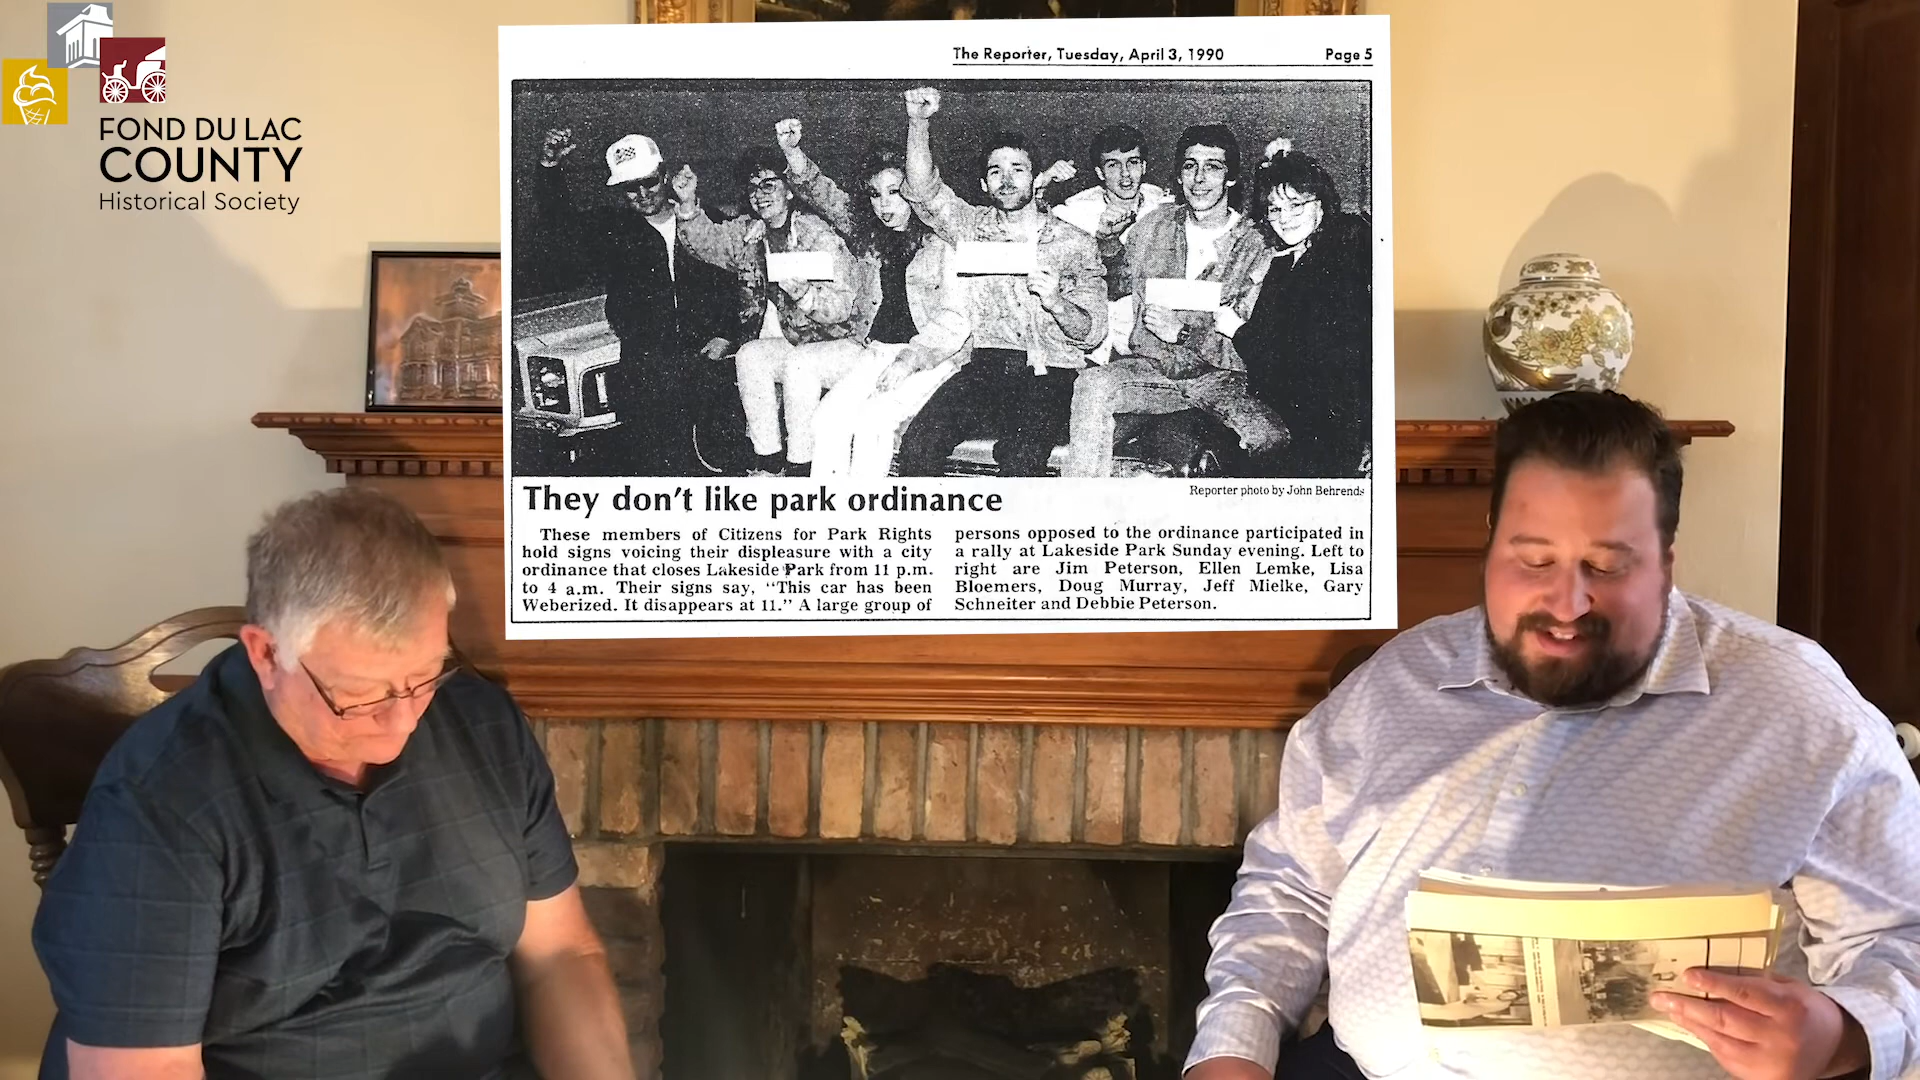 FOND DU LAC
COUNTY
Historical Society
The Reporter, Tuesday, April 3, 1990 Page 5
They don't like park ordinance
Reporter photo by John Behrends
These members of Citizens for Park Rights
hold signs voicing their displeasure with a city
ordinance that closes Lakeside Park from 11 p.m.
to 4 a.m. Their signs say, "This car has been
Weberized. It disappears at 11." A large group of
persons opposed to the ordinance participated in
a rally at Lakeside Park Sunday evening. Left to
right are Jim Peterson, Ellen Lemke, Lisa
Bloemers, Doug Murray, Jeff Mielke, Gary
Schneiter and Debbie Peterson.